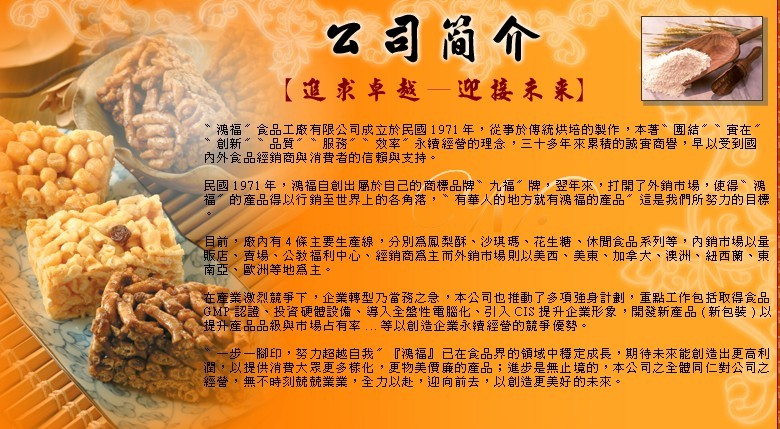 公司簡介
【進求卓越─迎接未來】
〝鴻福〞食品工廠有限公司成立於民國 1971 年，從事於傳統烘培的製作，本著〝團結〞〝實在〞
〝創新〞〝品質〞〝服務〞〝效率〞永續經營的理念，三十多年來累積的誠實商譽，早以受到國
內外食品經銷商與消費者的信賴與支持。
民國 1971 年，鴻福自創出屬於自己的商標品牌〝九福〞牌，翌年來，打開了外銷市場，使得〝鴻
福〞的產品得以行銷至世界上的各角落，〝有華人的地方就有鴻福的產品〞這是我們所努力的目標
。
目前，廠內有 4 條主要生產線，分別為鳳梨酥、沙琪瑪、花生糖、休閒食品系列等，內銷市場以量
販店、賣場、公教福利中心、經銷商為主而外銷市場則以美西、美東、加拿大、澳洲、紐西蘭、東
南亞、歐洲等地為主。
在產業激烈競爭下，企業轉型乃當務之急，本公司也推動了多項強身計劃，重點工作包括取得食品
GMP 認證、投資硬體設備、導入全盤性電腦化、引入 CIS 提升企業形象，開發新產品 ( 新包裝 ) 以
提升產品品級與市場占有率 ... 等以創造企業永續經營的競爭優勢。
〝一步一腳印，努力超越自我〞『鴻福』已在食品界的領域中穩定成長，期待未來能創造出更高利
潤，以提供消費大眾更多樣化，更物美價廉的產品；進步是無止境的，本公司之全體同仁對公司之
經營，無不時刻兢兢業業，全力以赴，迎向前去，以創造更美好的未來。